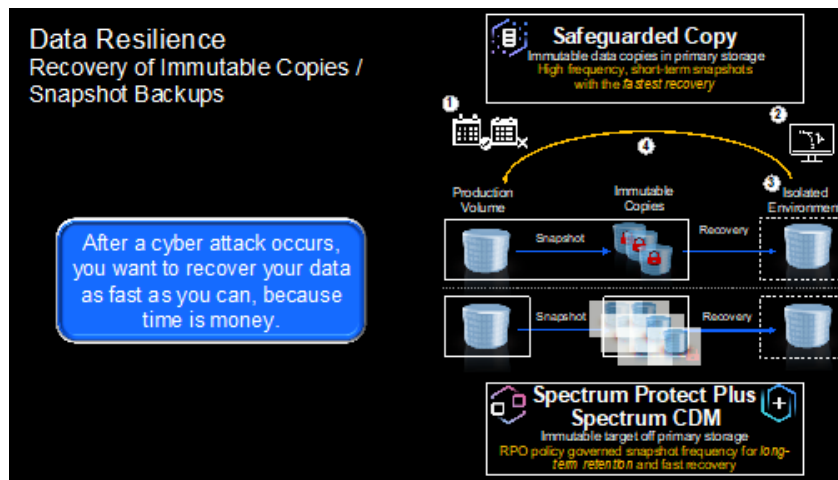 Data Resilience
Recovery of Immutable Copies /
Snapshot Backups
After a cyber attack occurs,
you want to recover your data
as fast as you can, because
time is money.
Safeguarded Copy
Immutable data copies in primary storage
High frequency, short-term snapshots
with the fastest recovery
1
2
4
3
Production
Volume
Immutable
Copies
Isolated
Environment
Snapshot
Recovery
Snapshot
Recovery
Spectrum Protect Plus
Spectrum CDM
Immutable target off primary storage
RPO policy governed snapshot frequency for long-
term retention and fast recovery